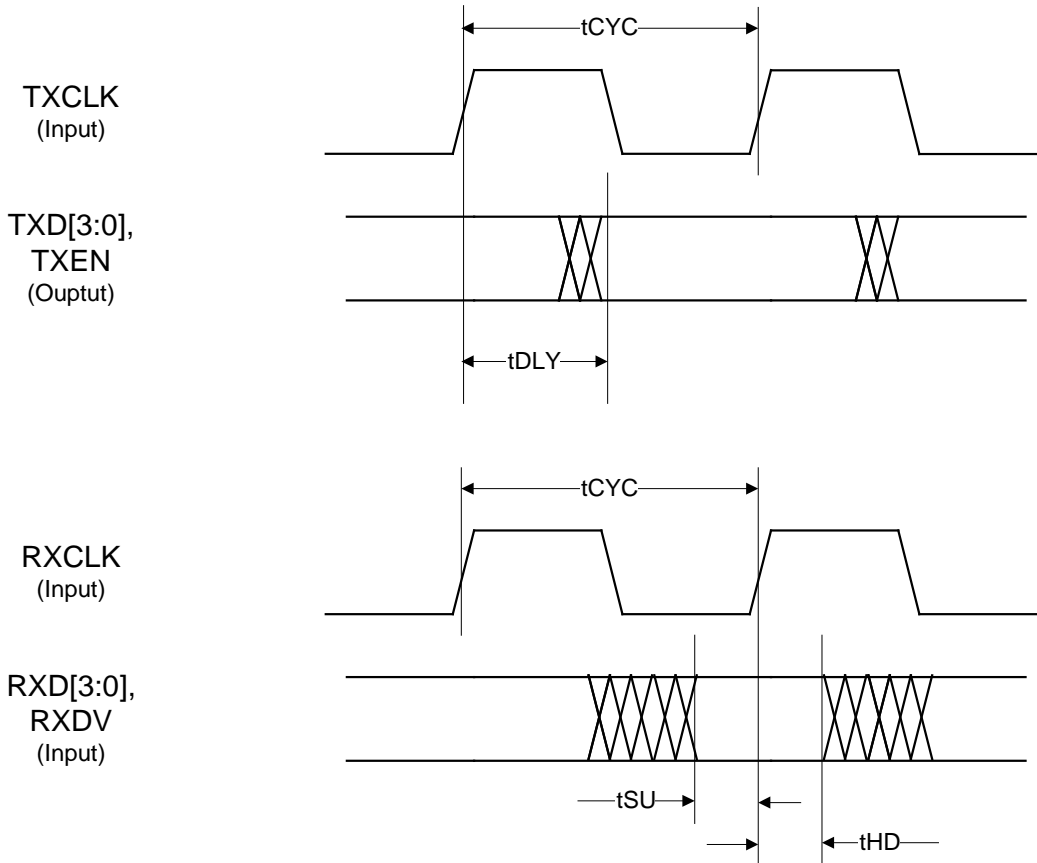 tCYC
TXCLK
(Input)
TXD[3:0],
TXEN
(Ouptut)
tDLY
tCYC
RXCLK
(Input)
RXD[3:0],
RXDV
(Input)
tSU
tHD